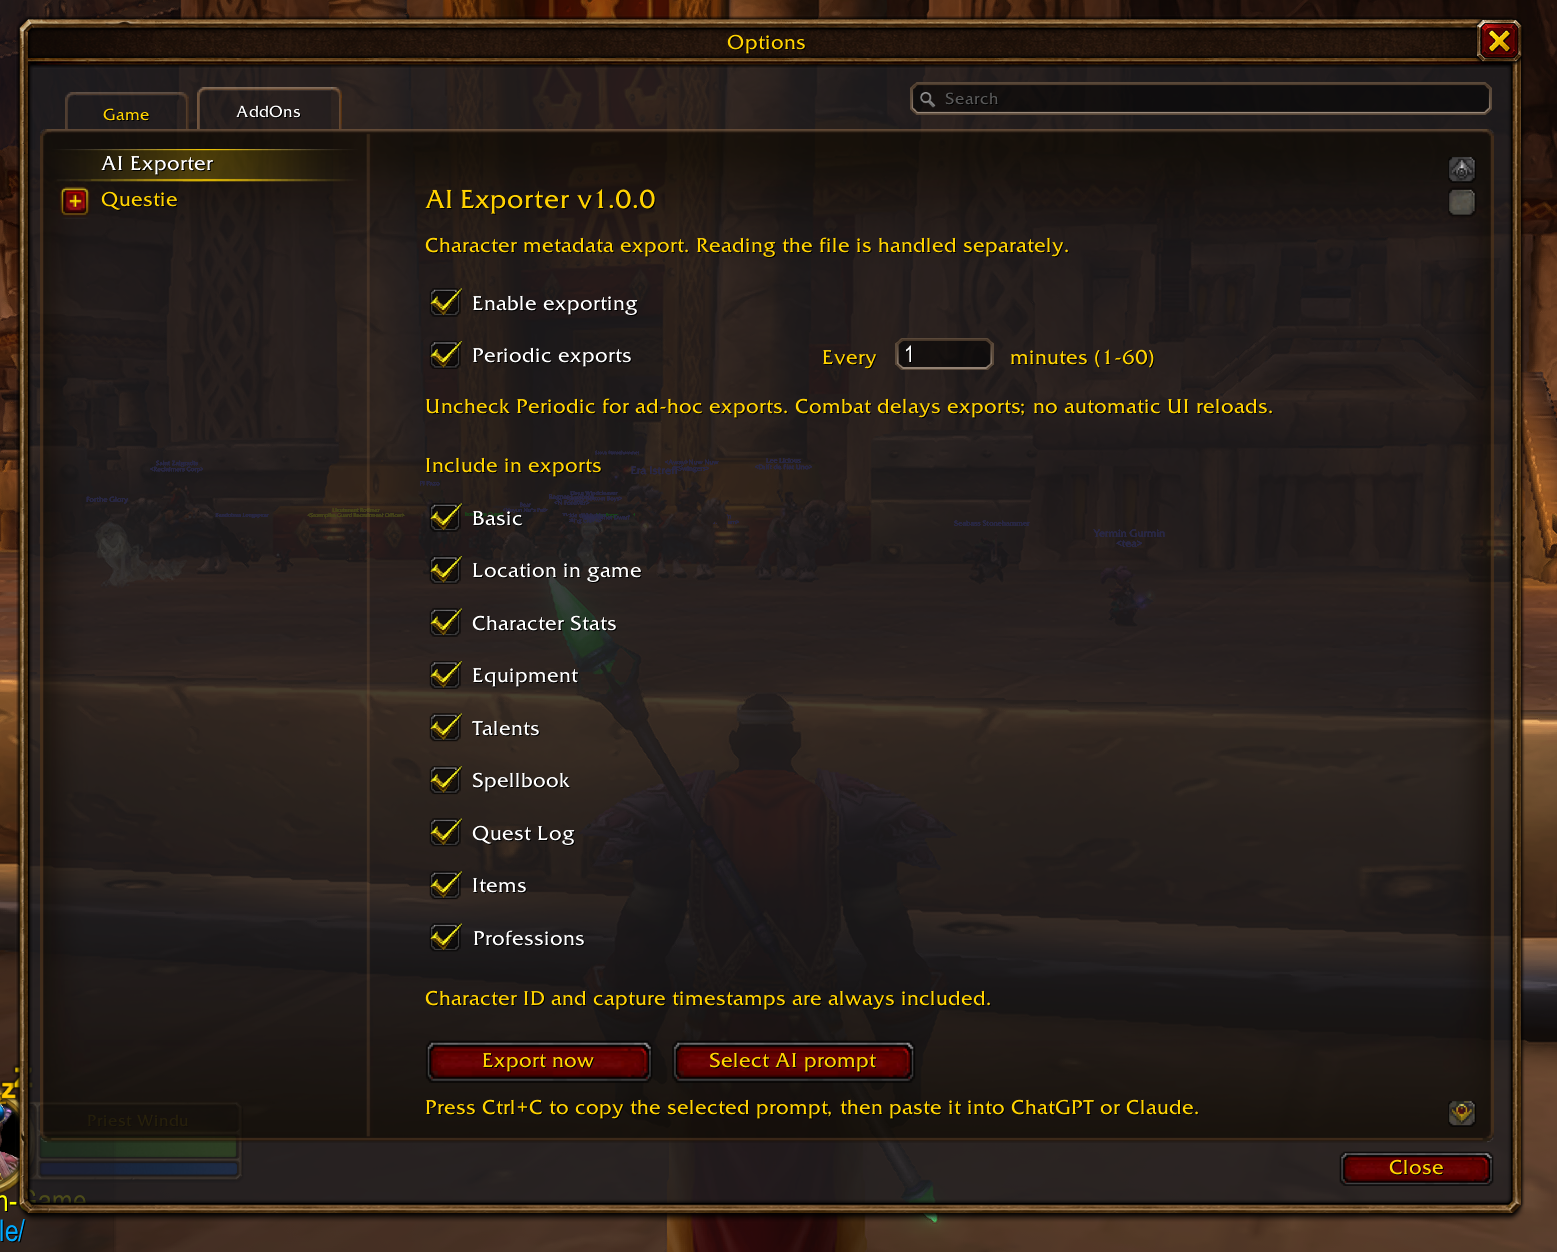 Options
Game
AddOns
Search
AI Exporter
Questie
AI Exporter v1.0.0
Character metadata export. Reading the file is handled separately.
Enable exporting
Periodic exports
Every 1 minutes (1-60)
Uncheck Periodic for ad-hoc exports. Combat delays exports; no automatic UI reloads.
Include in exports
Basic
Location in game
Character Stats
Equipment
Talents
Spellbook
Quest Log
Items
Professions
Character ID and capture timestamps are always included.
Export now
Select AI prompt
Press Ctrl+C to copy the selected prompt, then paste it into ChatGPT or Claude.
Close
Priest Windu
n-Game
le/